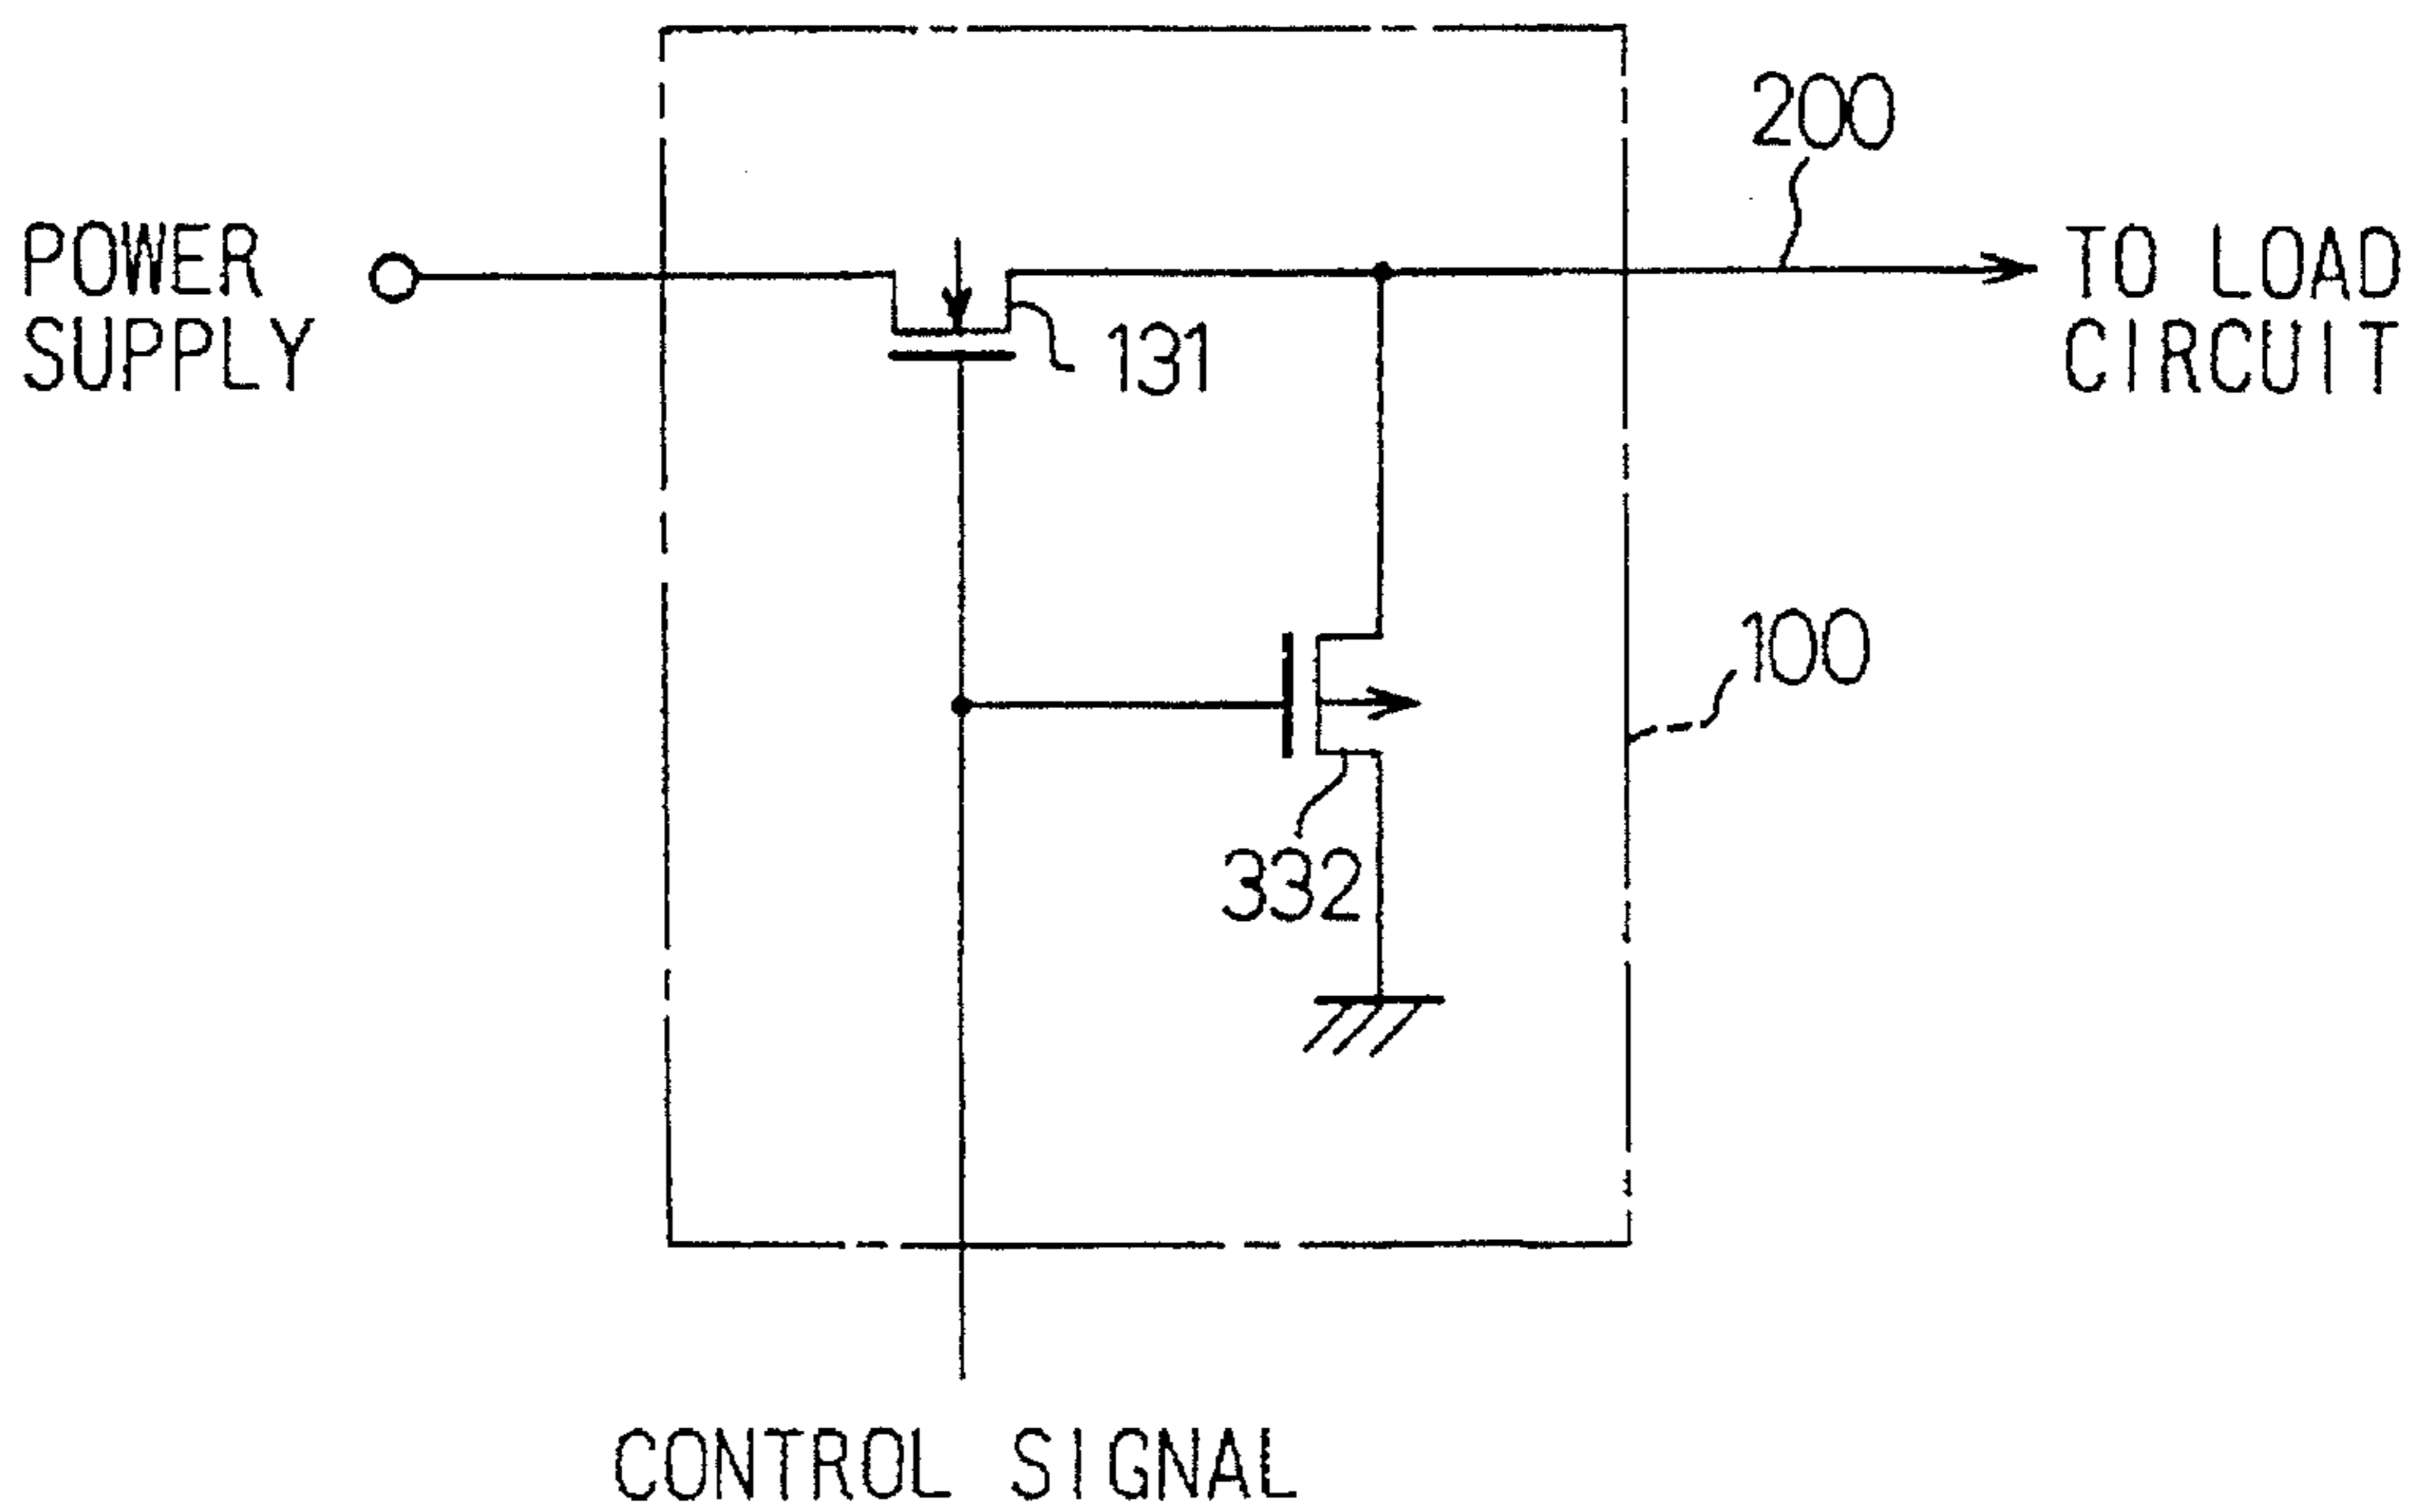 200
POWER
SUPPLY
TO LOAD
CIRCUIT
131
100
332
CONTROL SIGNAL